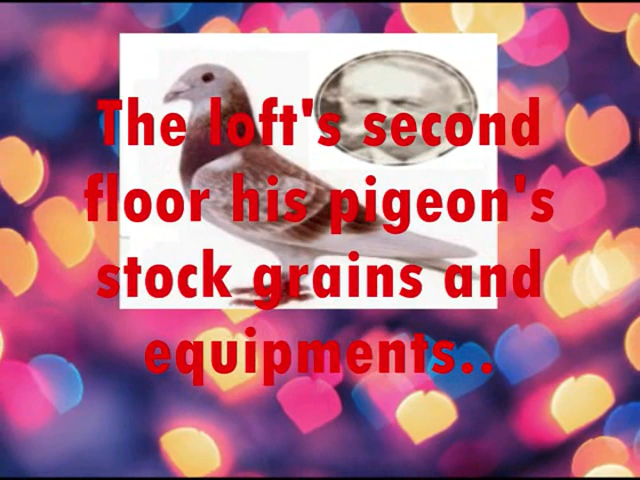 The loft's second
floor his pigeon's
stock grains and
equipments..